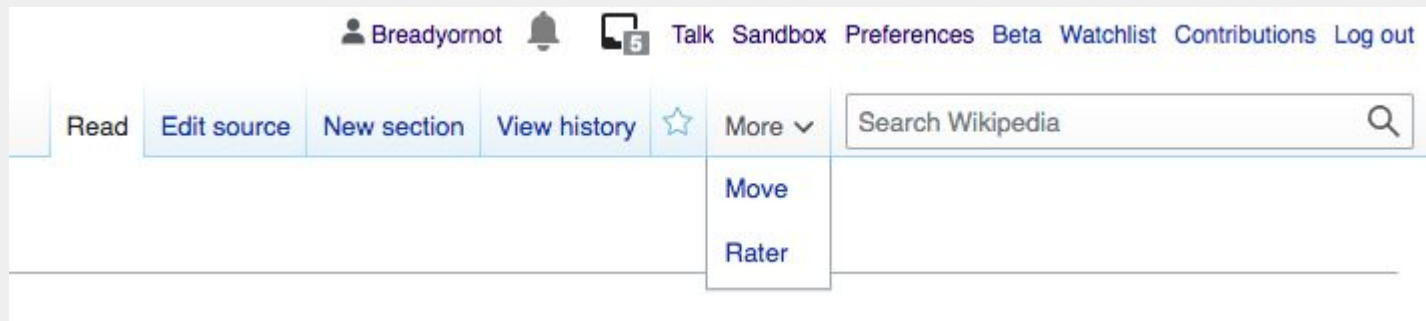 Breadyornot 5 Talk Sandbox Preferences Beta Watchlist Contributions Log out
Read Edit source New section View history More Search Wikipedia
Move
Rater